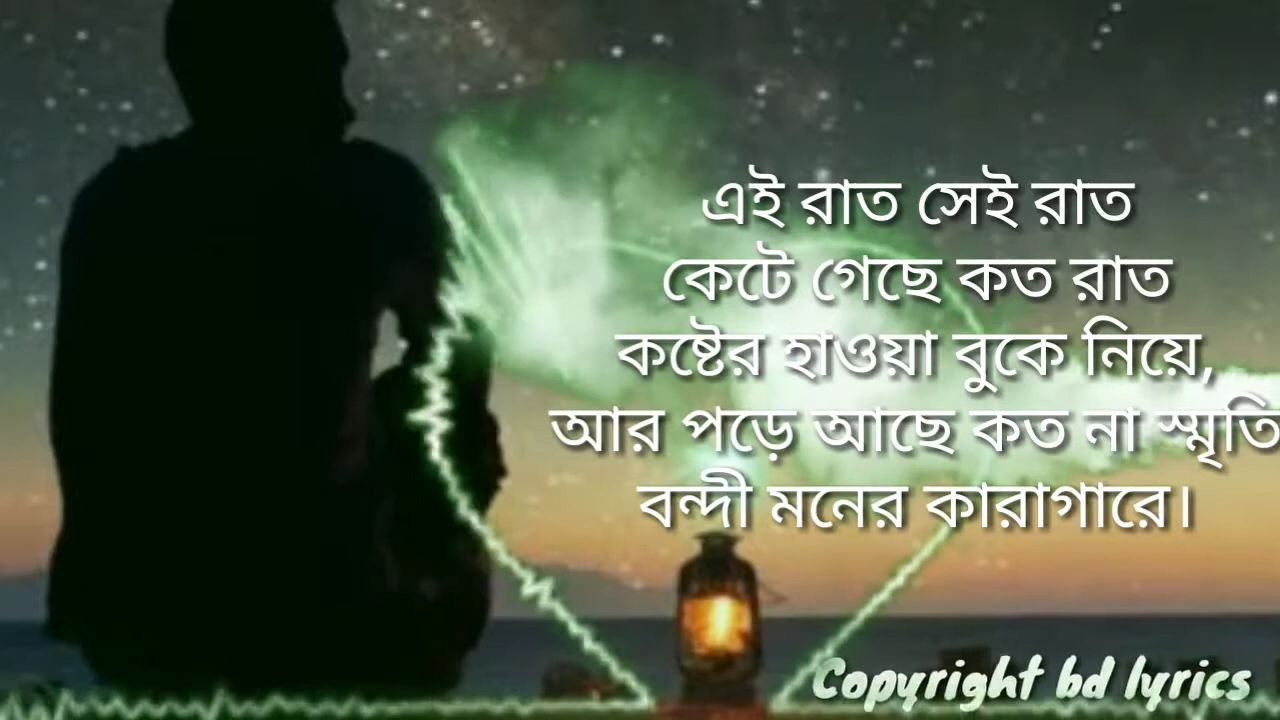 এই রাত সেই রাত
কেটে গেছে কত রাত
কষ্টের হাওয়া বুকে নিয়ে,
আর পড়ে আছে কত না স্মৃতি
বন্দী মনের কারাগারে।
Copyright bd lyrics